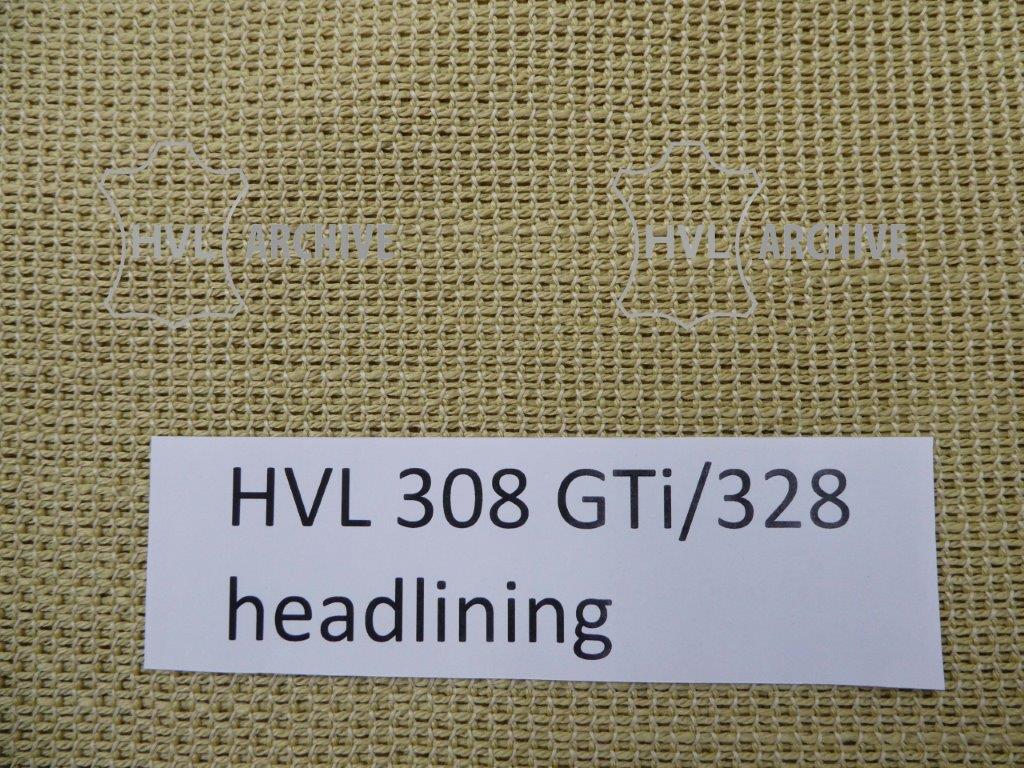 HVL ARCHIVE HVL ARCHIVE
HVL 308 GTi/328
headlining